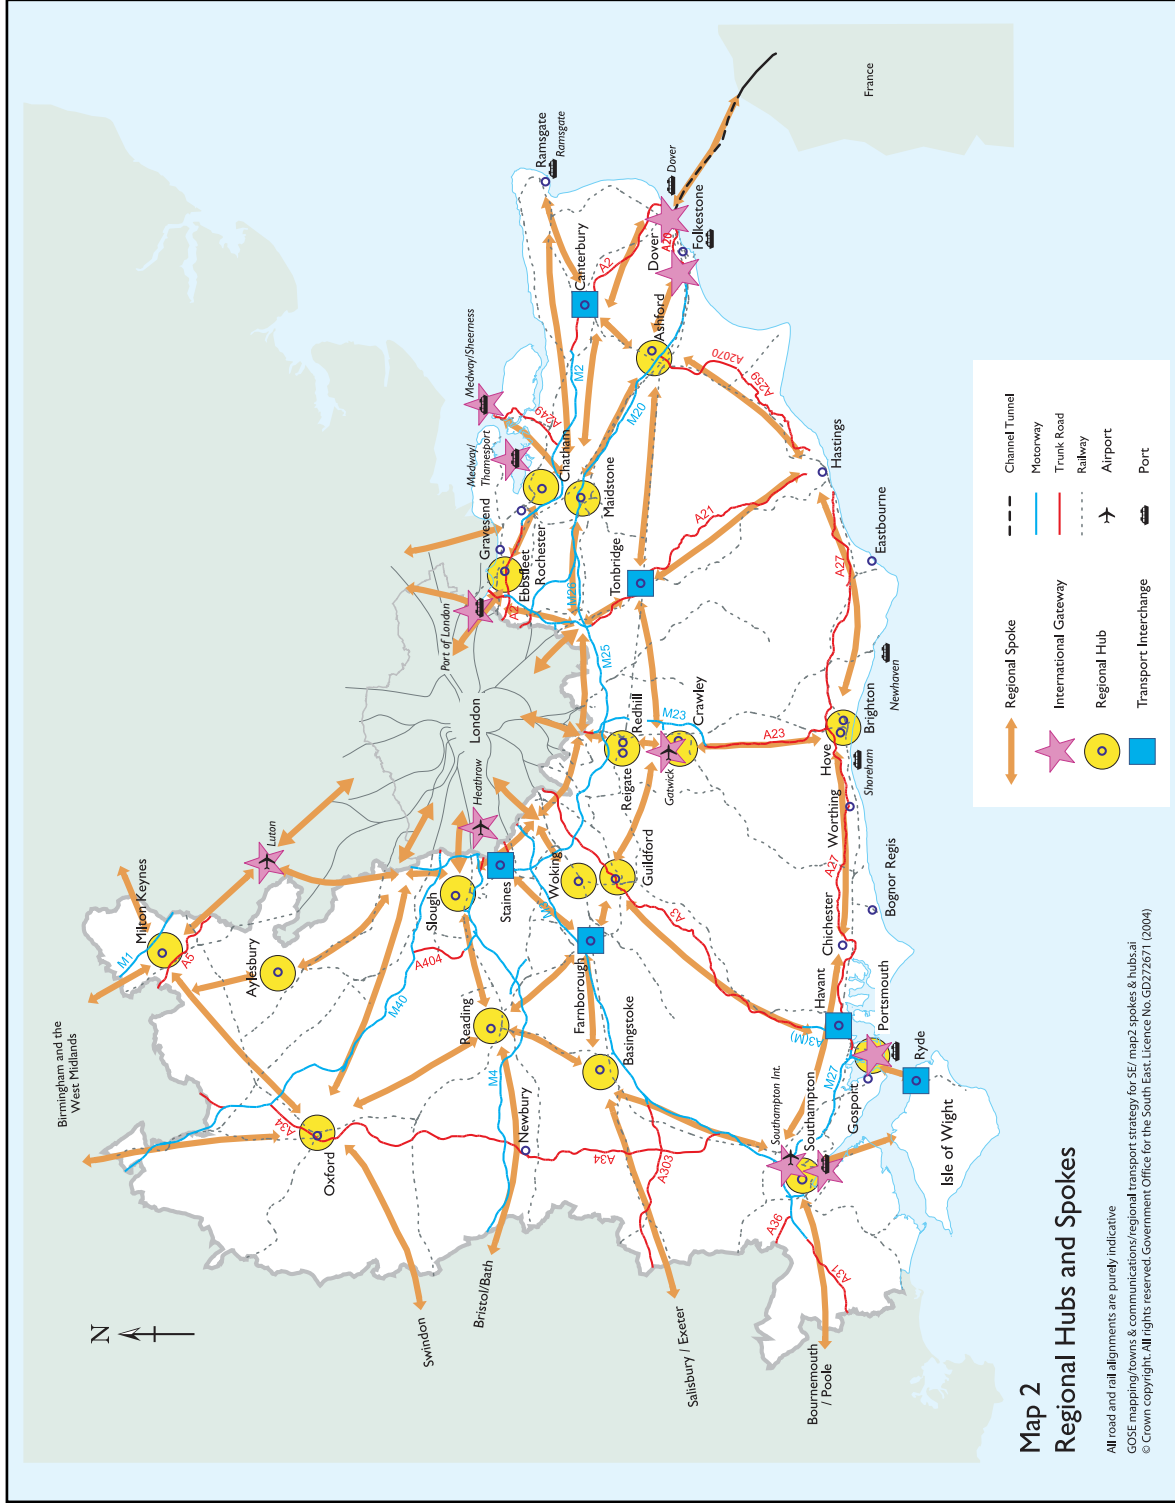 Birmingham and the
West Midlands
Milton Keynes
M1
A5
Luton
Aylesbury
M40
A34
Oxford
Swindon
Bristol/Bath
Salisbury / Exeter
Bournemouth
/ Poole
Slough
A404
Reading
M4
Newbury
A34
A303
Heathrow
Staines
M3
Woking
Farnborough
Basingstoke
Guildford
A3
A3(M)
London
Port of London
A2
Gravesend
Ebbsfleet
Rochester
Medway/
Thamesport
Medway/Sheerness
A249
Chatham
Maidstone
M2
M20
M26
M25
Canterbury
A2
Ramsgate
Ramsgate
Dover
Dover
A20
Folkestone
Ashford
A2070
A259
Hastings
Tonbridge
A21
Redhill
Reigate
M23
Crawley
Gatwick
A23
A27
Eastbourne
Newhaven
Brighton
Hove
Shoreham
Worthing
A27
Bognor Regis
Chichester
Havant
Portsmouth
M27
Gosport
Ryde
Isle of Wight
Southampton Int.
Southampton
A36
A31
France
N
Map 2
Regional Hubs and Spokes
All road and rail alignments are purely indicative
GOSE mapping/towns & communications/regional transport strategy for SE/ map2 spokes & hubs.ai
© Crown copyright. All rights reserved. Government Office for the South East. Licence No. GD272671 (2004)
Regional Spoke
International Gateway
Regional Hub
Transport Interchange
Channel Tunnel
Motorway
Trunk Road
Railway
Airport
Port